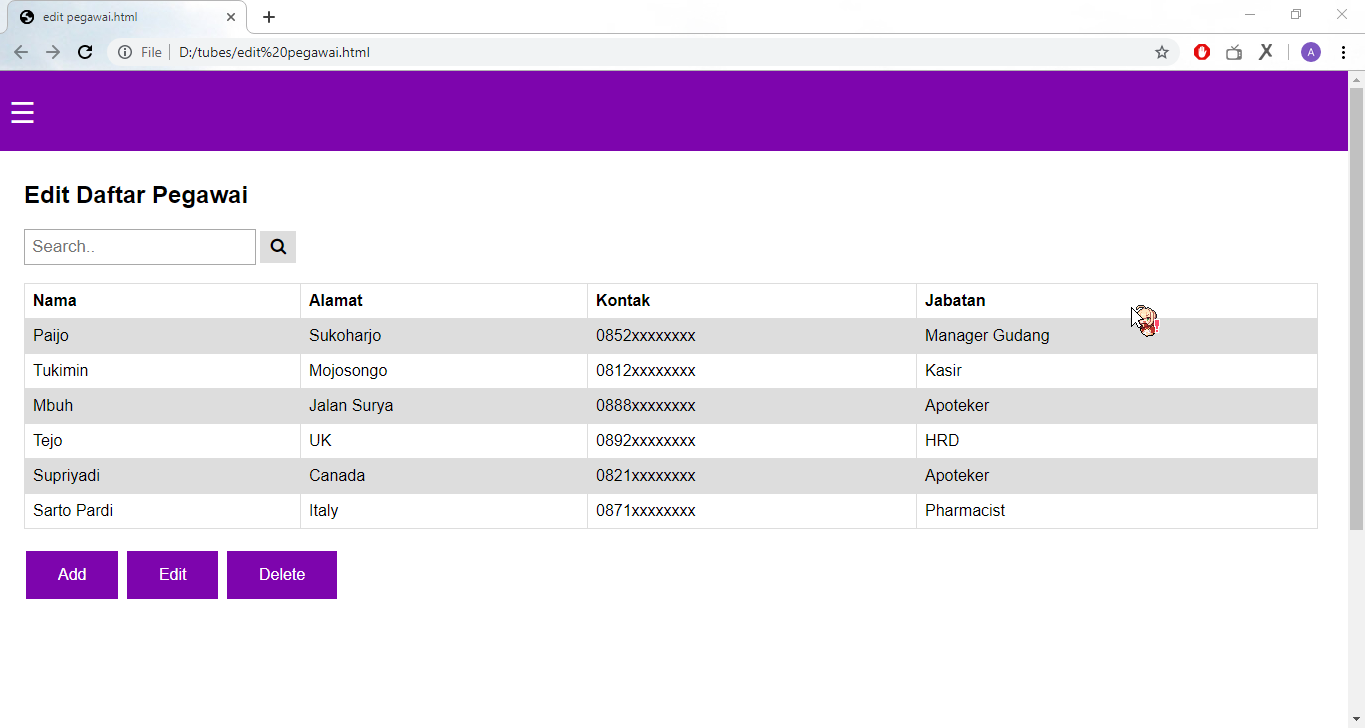 edit pegawai.html
File D:/tubes/edit%20pegawai.html
A
Edit Daftar Pegawai
Search..
Nama Alamat Kontak Jabatan
Paijo Sukoharjo 0852xxxxxxxx Manager Gudang
Tukimin Mojosongo 0812xxxxxxxx Kasir
Mbuh Jalan Surya 0888xxxxxxxx Apoteker
Tejo UK 0892xxxxxxxx HRD
Supriyadi Canada 0821xxxxxxxx Apoteker
Sarto Pardi Italy 0871xxxxxxxx Pharmacist
Add Edit Delete